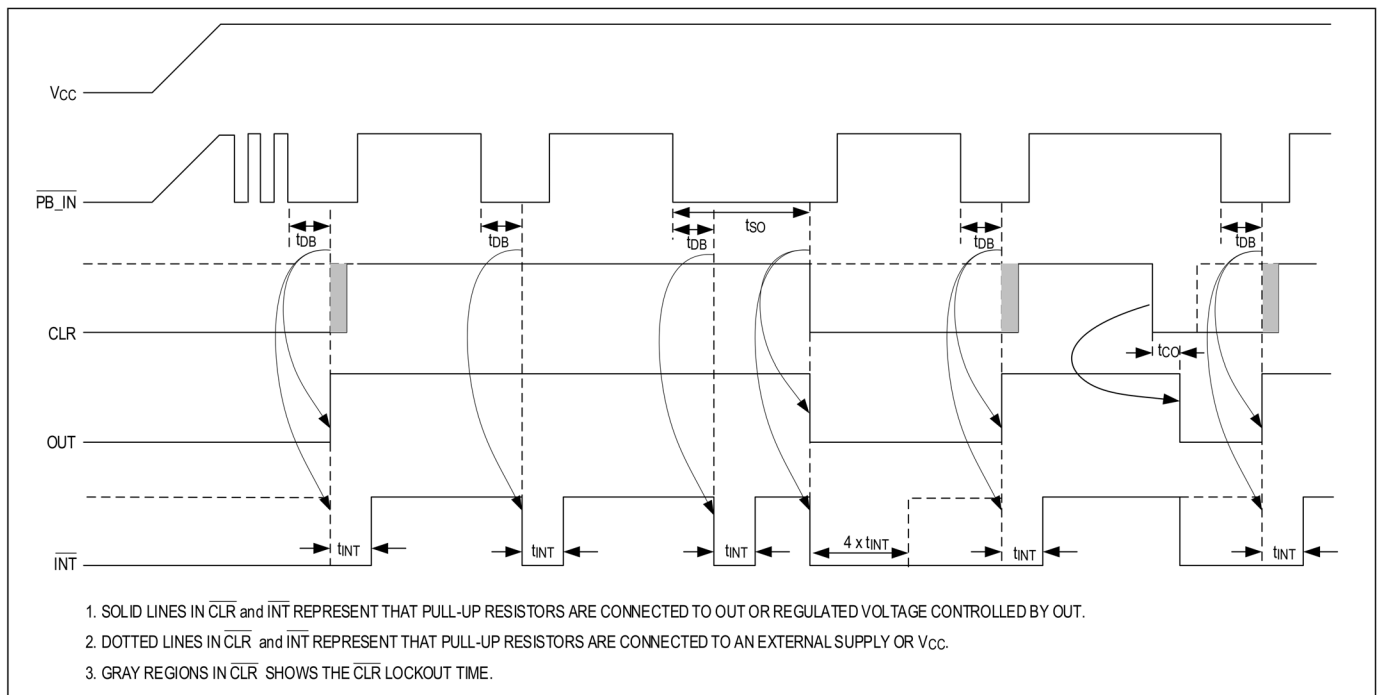 VCC
PB_IN
tDB
tDB
tDB
tSO
tDB
tDB
CLR
tCO
OUT
INT
tINT
tINT
tINT
4 x tINT
tINT
tINT
1. SOLID LINES IN CLR and INT REPRESENT THAT PULL-UP RESISTORS ARE CONNECTED TO OUT OR REGULATED VOLTAGE CONTROLLED BY OUT.
2. DOTTED LINES IN CLR and INT REPRESENT THAT PULL-UP RESISTORS ARE CONNECTED TO AN EXTERNAL SUPPLY OR VCC.
3. GRAY REGIONS IN CLR SHOWS THE CLR LOCKOUT TIME.